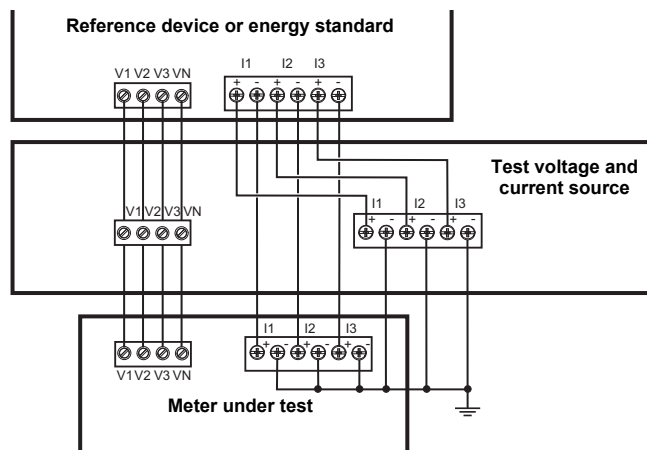 Reference device or energy standard
I1 I2 I3
V1 V2 V3 VN
+ - + - + -
Test voltage and
current source
I1 I2 I3
V1 V2 V3 VN
+ - + - + -
I1 I2 I3
+ - + - + -
V1 V2 V3 VN
Meter under test